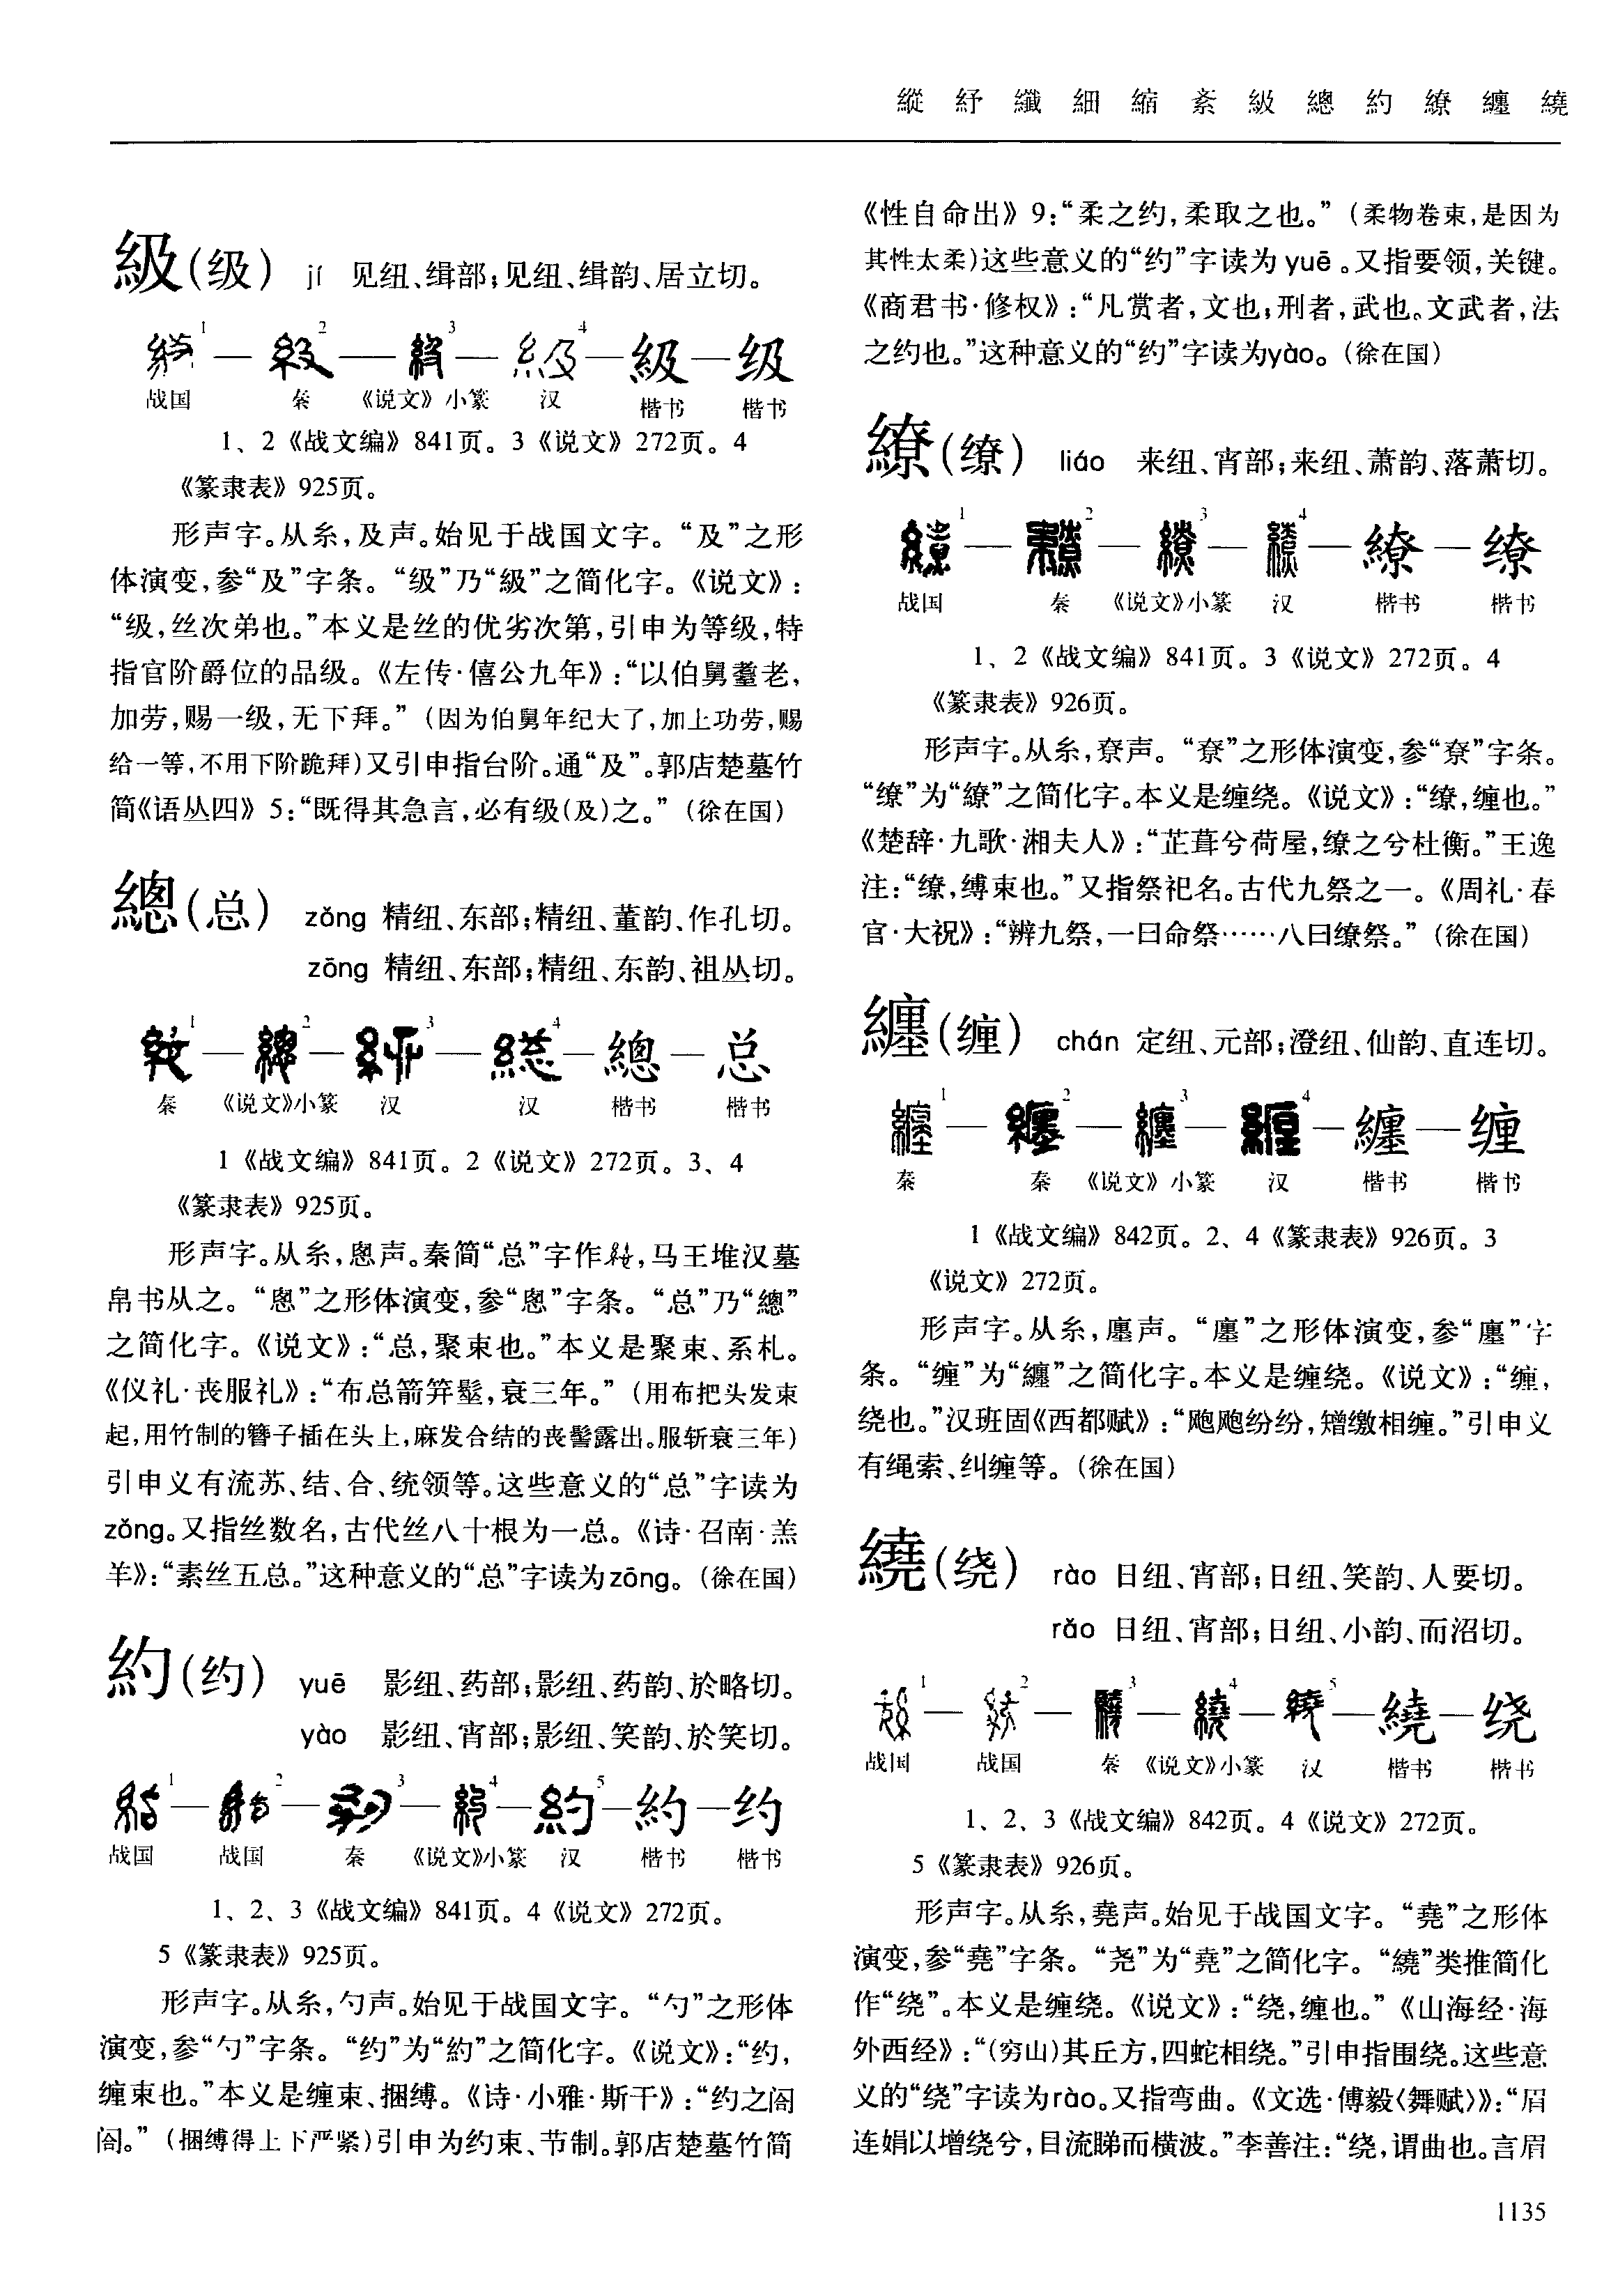 縱 紓 纖 細 縮 紊 級 總 約 繚 纏 繞
級(级) jí 见纽、缉部;见纽、缉韵、居立切。
1 2 3 4
級 级
战国 秦 《说文》小篆 汉 楷书 楷书
1、2《战文编》841页。3《说文》272页。4
《篆隶表》925页。
形声字。从糸,及声。始见于战国文字。“及”之形
体演变,参“及”字条。“级”乃“級”之简化字。《说文》:
“级,丝次弟也。”本义是丝的优劣次第,引申为等级,特
指官阶爵位的品级。《左传·僖公九年》:“以伯舅耋老,
加劳,赐一级,无下拜。”(因为伯舅年纪大了,加上功劳,赐
给一等,不用下阶跪拜)又引申指台阶。通“及”。郭店楚墓竹
简《语丛四》5:“既得其急言,必有级(及)之。”(徐在国)
總(总) zǒng 精纽、东部;精纽、董韵、作孔切。
zōng 精纽、东部;精纽、东韵、祖丛切。
1 2 3 4
總 总
秦 《说文》小篆 汉 汉 楷书 楷书
1《战文编》841页。2《说文》272页。3、4
《篆隶表》925页。
形声字。从糸,悤声。秦简“总”字作,马王堆汉墓
帛书从之。“悤”之形体演变,参“悤”字条。“总”乃“總”
之简化字。《说文》:“总,聚束也。”本义是聚束、系札。
《仪礼·丧服礼》:“布总箭笄髽,衰三年。”(用布把头发束
起,用竹制的簪子插在头上,麻发合结的丧髻露出。服斩衰三年)
引申义有流苏、结、合、统领等。这些意义的“总”字读为
zǒng。又指丝数名,古代丝八十根为一总。《诗·召南·羔
羊》:“素丝五总。”这种意义的“总”字读为zōng。(徐在国)
約(约) yuē 影纽、药部;影纽、药韵、於略切。
yào 影纽、宵部;影纽、笑韵、於笑切。
1 2 3 4 5
約 约
战国 战国 秦 《说文》小篆 汉 楷书 楷书
1、2、3《战文编》841页。4《说文》272页。
5《篆隶表》925页。
形声字。从糸,勺声。始见于战国文字。“勺”之形体
演变,参“勺”字条。“约”为“約”之简化字。《说文》:“约,
缠束也。”本义是缠束、捆缚。《诗·小雅·斯干》:“约之阁
阁。”(捆缚得上下严紧)引申为约束、节制。郭店楚墓竹简
《性自命出》9:“柔之约,柔取之也。”(柔物卷束,是因为
其性太柔)这些意义的“约”字读为yuē。又指要领,关键。
《商君书·修权》:“凡赏者,文也;刑者,武也。文武者,法
之约也。”这种意义的“约”字读为yào。(徐在国)
繚(缭) liáo 来纽、宵部;来纽、萧韵、落萧切。
1 2 3 4
繚 缭
战国 秦 《说文》小篆 汉 楷书 楷书
1、2《战文编》841页。3《说文》272页。4
《篆隶表》926页。
形声字。从糸,尞声。“尞”之形体演变,参“尞”字条。
“缭”为“繚”之简化字。本义是缠绕。《说文》:“缭,缠也。”
《楚辞·九歌·湘夫人》:“芷葺兮荷屋,缭之兮杜衡。”王逸
注:“缭,缚束也。”又指祭祀名。古代九祭之一。《周礼·春
官·大祝》:“辨九祭,一曰命祭……八曰缭祭。”(徐在国)
纏(缠) chán 定纽、元部;澄纽、仙韵、直连切。
1 2 3 4
纏 缠
秦 秦 《说文》小篆 汉 楷书 楷书
1《战文编》842页。2、4《篆隶表》926页。3
《说文》272页。
形声字。从糸,廛声。“廛”之形体演变,参“廛”字
条。“缠”为“纏”之简化字。本义是缠绕。《说文》:“缠,
绕也。”汉班固《西都赋》:“飑飑纷纷,矰缴相缠。”引申义
有绳索、纠缠等。(徐在国)
繞(绕) rào 日纽、宵部;日纽、笑韵、人要切。
rǎo 日纽、宵部;日纽、小韵、而沼切。
1 2 3 4 5
繞 绕
战国 战国 秦 《说文》小篆 汉 楷书 楷书
1、2、3《战文编》842页。4《说文》272页。
5《篆隶表》926页。
形声字。从糸,堯声。始见于战国文字。“堯”之形体
演变,参“堯”字条。“尧”为“堯”之简化字。“繞”类推简化
作“绕”。本义是缠绕。《说文》:“绕,缠也。”《山海经·海
外西经》:“(穷山)其丘方,四蛇相绕。”引申指围绕。这些意
义的“绕”字读为rào。又指弯曲。《文选·傅毅〈舞赋〉》:“眉
连娟以增绕兮,目流睇而横波。”李善注:“绕,谓曲也。言眉
1135